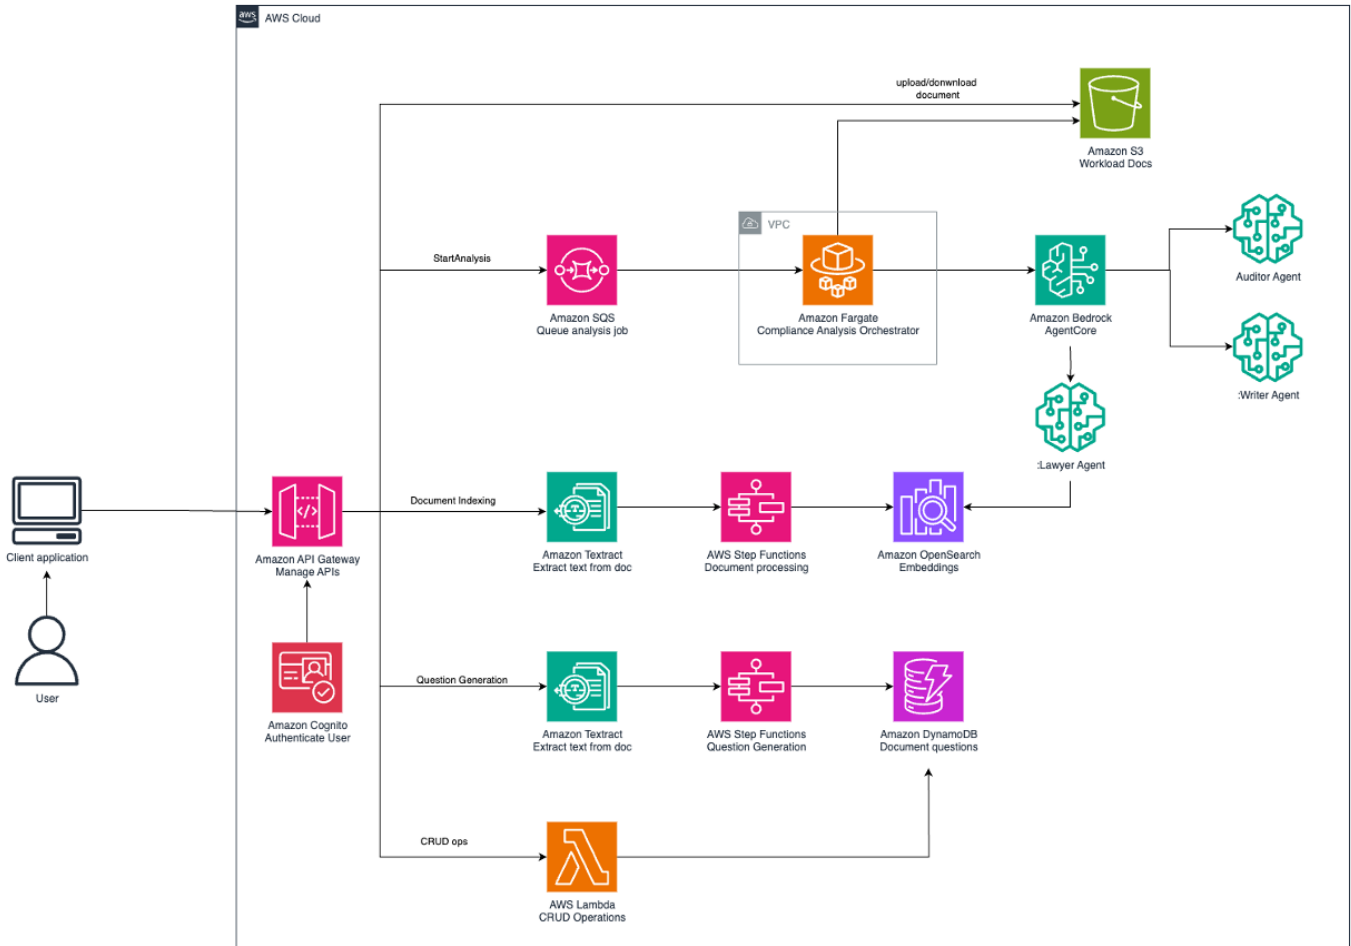 aws
AWS Cloud
upload/donwnload
document
Amazon S3
Workload Docs
StartAnalysis
Amazon SQS
Queue analysis job
VPC
Amazon Fargate
Compliance Analysis Orchestrator
Amazon Bedrock
AgentCore
Auditor Agent
:Writer Agent
:Lawyer Agent
Client application
User
Amazon API Gateway
Manage APIs
Amazon Cognito
Authenticate User
Document Indexing
Amazon Textract
Extract text from doc
AWS Step Functions
Document processing
Amazon OpenSearch
Embeddings
Question Generation
Amazon Textract
Extract text from doc
AWS Step Functions
Question Generation
Amazon DynamoDB
Document questions
CRUD ops
AWS Lambda
CRUD Operations